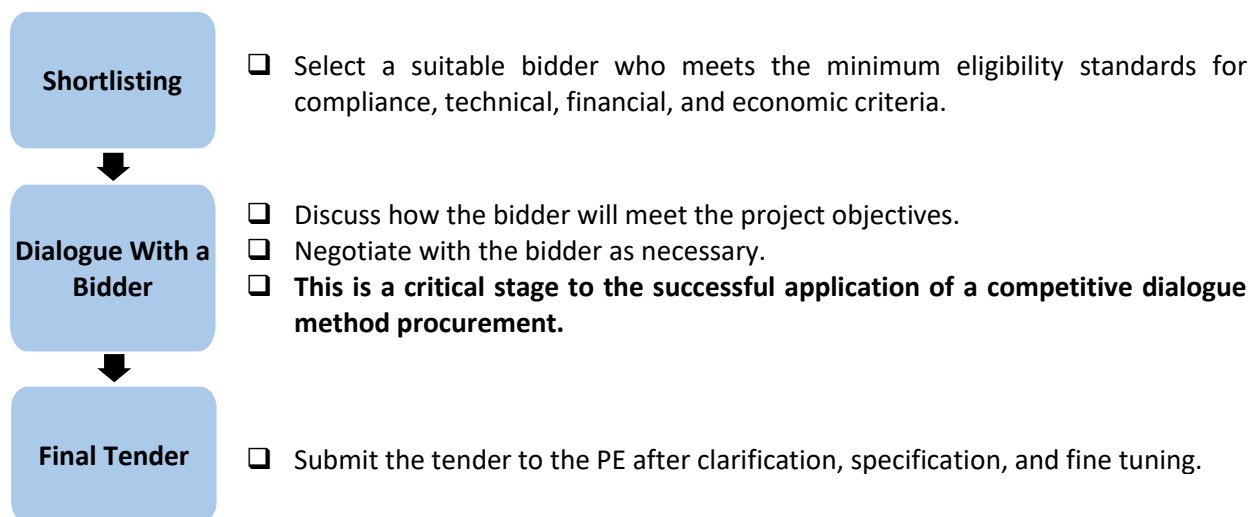 Shortlisting
❑ Select a suitable bidder who meets the minimum eligibility standards for
compliance, technical, financial, and economic criteria.
Dialogue With a
Bidder
❑ Discuss how the bidder will meet the project objectives.
❑ Negotiate with the bidder as necessary.
❑ This is a critical stage to the successful application of a competitive dialogue
method procurement.
Final Tender
❑ Submit the tender to the PE after clarification, specification, and fine tuning.